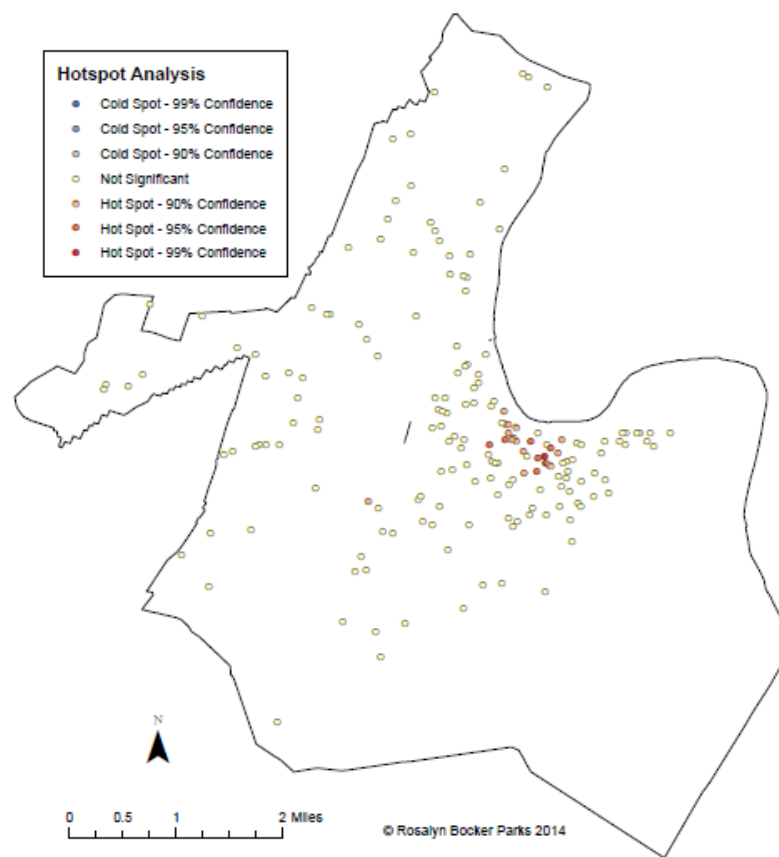 Hotspot Analysis
Cold Spot - 99% Confidence
Cold Spot - 95% Confidence
Cold Spot - 90% Confidence
Not Significant
Hot Spot - 90% Confidence
Hot Spot - 95% Confidence
Hot Spot - 99% Confidence
N
0 0.5 1 2 Miles
© Rosalyn Bocker Parks 2014